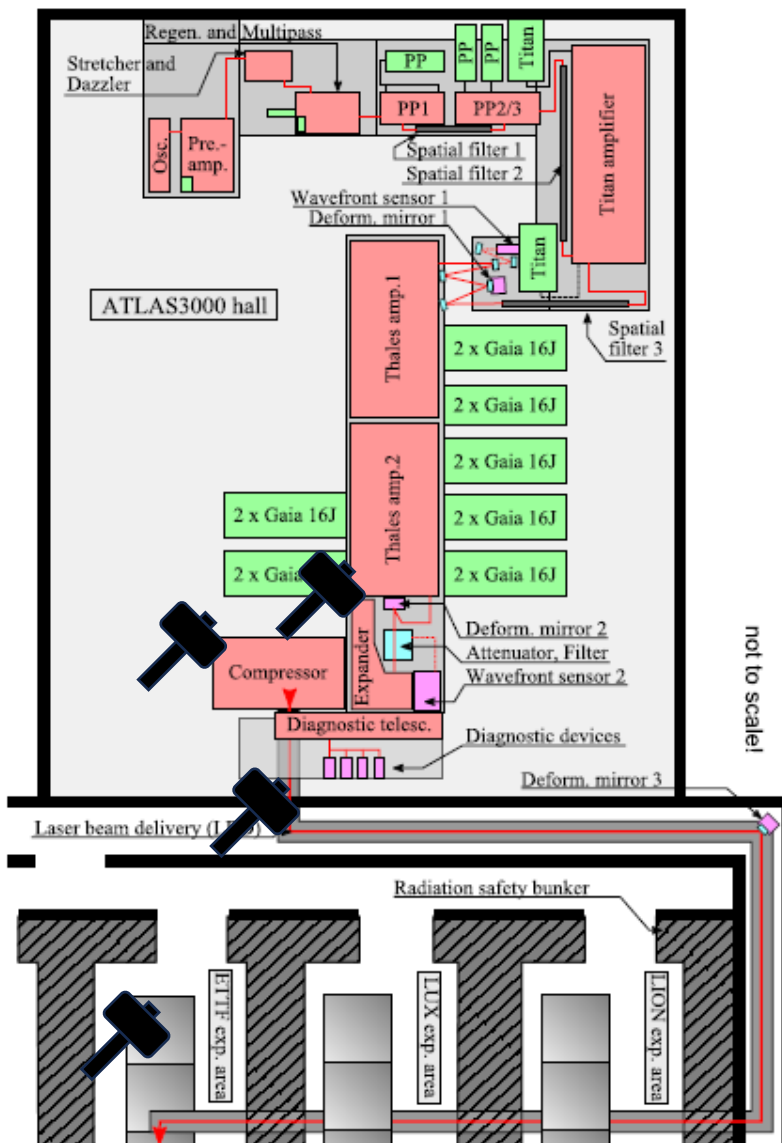 Regen. and Multipass
Stretcher and
Dazzler
PP
PP
PP
Titan
PP1
PP2/3
Osc.
Pre.-
amp.
Spatial filter 1
Spatial filter 2
Titan amplifier
Wavefront sensor 1
Deform. mirror 1
Titan
ATLAS3000 hall
Thales amp.1
Spatial
filter 3
2 x Gaia 16J
2 x Gaia 16J
2 x Gaia 16J
Thales amp.2
2 x Gaia 16J
2 x Gaia 16J
2 x Gaia
2 x Gaia 16J
Deform. mirror 2
Attenuator, Filter
Wavefront sensor 2
Expander
Compressor
not to scale!
Diagnostic telesc.
Diagnostic devices
Deform. mirror 3
Laser beam delivery
Radiation safety bunker
ETTF exp. area
LUX exp. area
LION exp. area